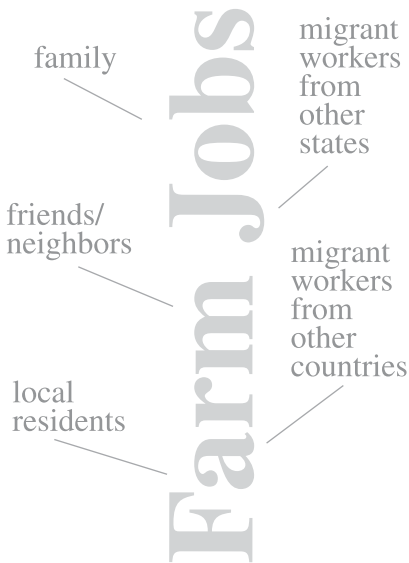 family
friends/
neighbors
local
residents
Farm Jobs
migrant
workers
from
other
states
migrant
workers
from
other
countries